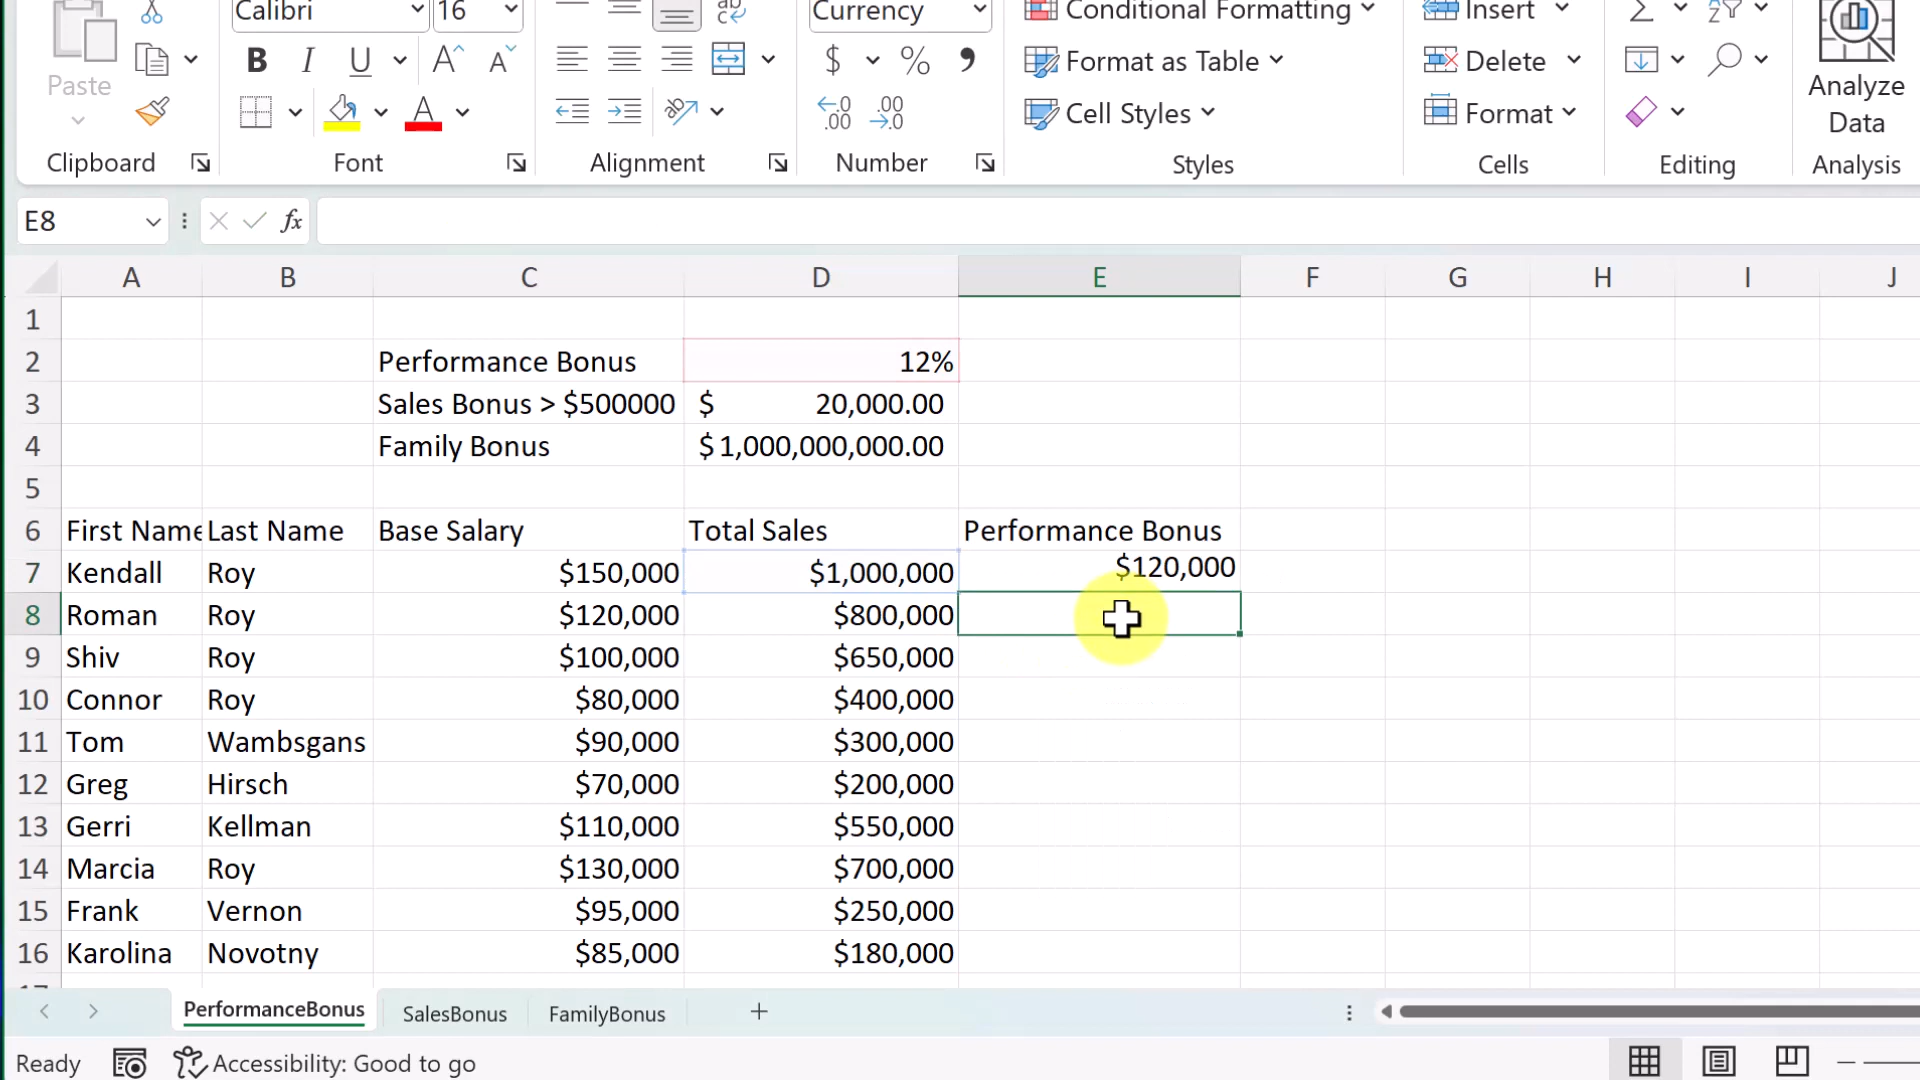 Calibri 16 ab Currency Conditional Formatting Insert
Paste B I U A A $ % , Format as Table Delete Analyze
A ←.0 .00 .00 →.0 Cell Styles Format Data
Clipboard Font Alignment Number Styles Cells Editing Analysis
E8 fx
A B C D E F G H I J
1
2 Performance Bonus 12%
3 Sales Bonus > $500000 $ 20,000.00
4 Family Bonus $1,000,000,000.00
5
6 First Name Last Name Base Salary Total Sales Performance Bonus
7 Kendall Roy $150,000 $1,000,000 $120,000
8 Roman Roy $120,000 $800,000
9 Shiv Roy $100,000 $650,000
10 Connor Roy $80,000 $400,000
11 Tom Wambsgans $90,000 $300,000
12 Greg Hirsch $70,000 $200,000
13 Gerri Kellman $110,000 $550,000
14 Marcia Roy $130,000 $700,000
15 Frank Vernon $95,000 $250,000
16 Karolina Novotny $85,000 $180,000
PerformanceBonus SalesBonus FamilyBonus +
Ready Accessibility: Good to go